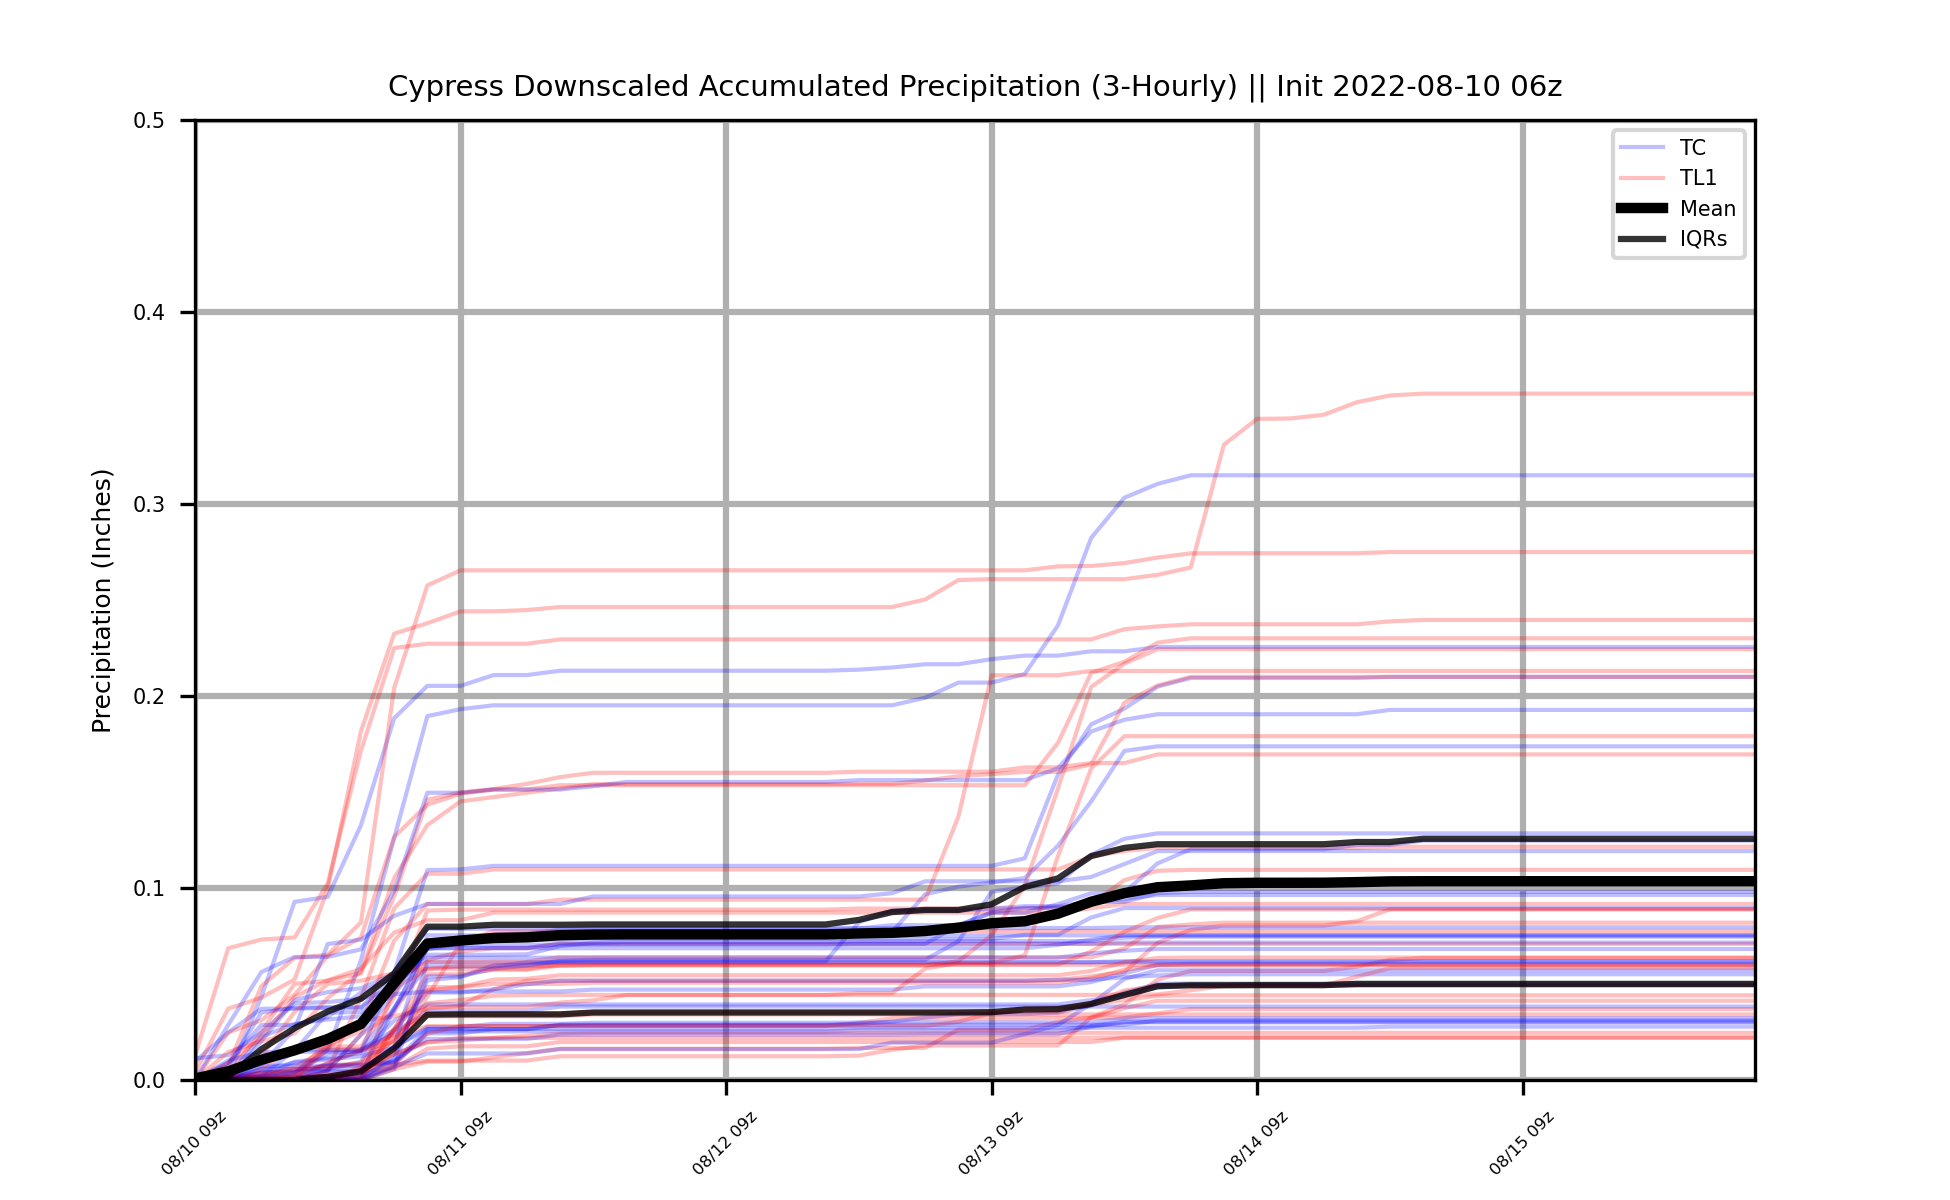 Cypress Downscaled Accumulated Precipitation (3-Hourly) || Init 2022-08-10 06z
TC
TL1
Mean
IQRs
Precipitation (Inches)
0.5
0.4
0.3
0.2
0.1
0.0
08/10 09z
08/11 09z
08/12 09z
08/13 09z
08/14 09z
08/15 09z